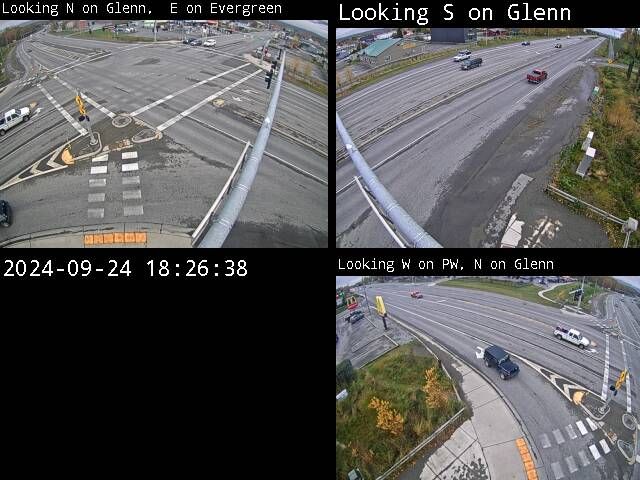 Looking N on Glenn,  E on Evergreen
Looking S on Glenn
2024-09-24 18:26:38
Looking W on PW, N on Glenn